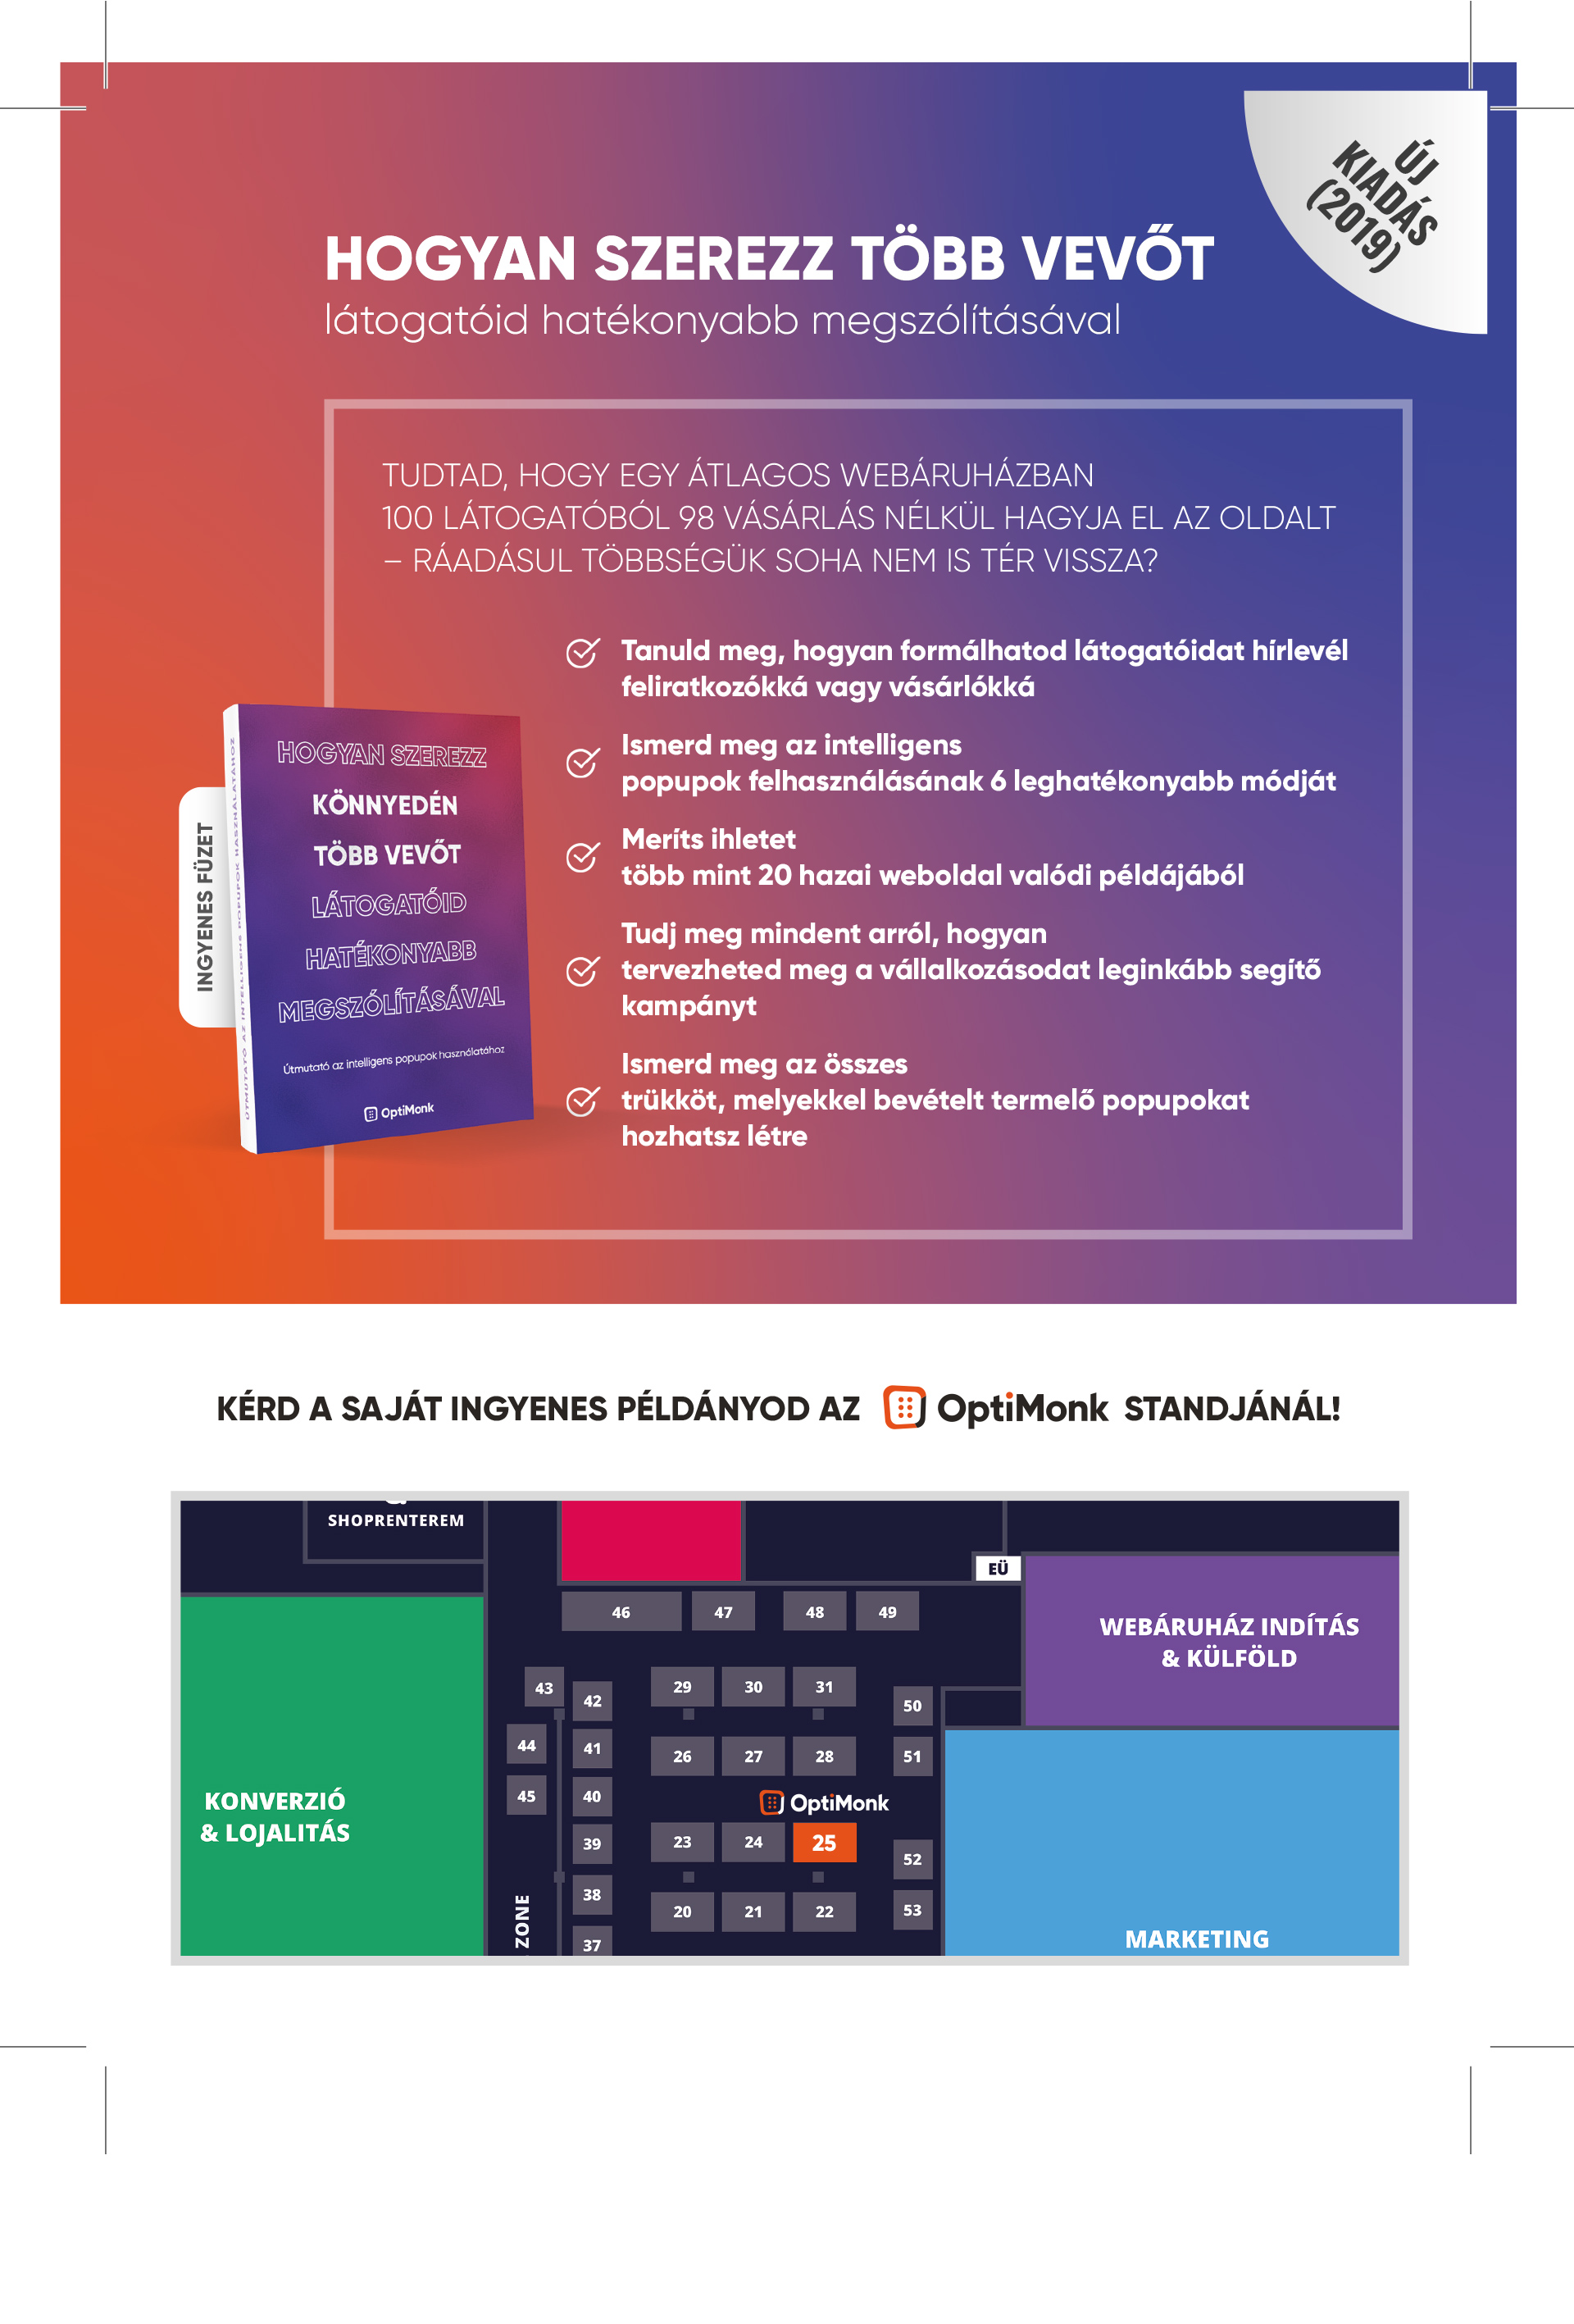 ÚJ
KIADÁS
(2019)
HOGYAN SZEREZZ TÖBB VEVŐT
látogatóid hatékonyabb megszólításával
TUDTAD, HOGY EGY ÁTLAGOS WEBÁRUHÁZBAN
100 LÁTOGATÓBÓL 98 VÁSÁRLÁS NÉLKÜL HAGYJA EL AZ OLDALT
– RÁADÁSUL TÖBBSÉGÜK SOHA NEM IS TÉR VISSZA?
Tanuld meg, hogyan formálhatod látogatóidat hírlevél
feliratkozókká vagy vásárlókká
Ismerd meg az intelligens
popupok felhasználásának 6 leghatékonyabb módját
Meríts ihletet
több mint 20 hazai weboldal valódi példájából
Tudj meg mindent arról, hogyan
tervezheted meg a vállalkozásodat leginkább segítő
kampányt
Ismerd meg az összes
trükköt, melyekkel bevételt termelő popupokat
hozhatsz létre
INGYENES FÜZET
ÚTMUTATÓ AZ INTELLIGENS POPUPOK HASZNÁLATÁHOZ
HOGYAN SZEREZZ
KÖNNYEDÉN
TÖBB VEVŐT
LÁTOGATÓID
HATÉKONYABB
MEGSZÓLÍTÁSÁVAL
Útmutató az intelligens popupok használatához
OptiMonk
KÉRD A SAJÁT INGYENES PÉLDÁNYOD AZ OptiMonk STANDJÁNÁL!
SHOPRENTEREM
EÜ
46 47 48 49
WEBÁRUHÁZ INDÍTÁS
& KÜLFÖLD
43 42 29 30 31 50
44 41 26 27 28 51
45 40
OptiMonk
KONVERZIÓ
& LOJALITÁS
39 23 24 25 52
38 20 21 22 53
ZONE
37
MARKETING